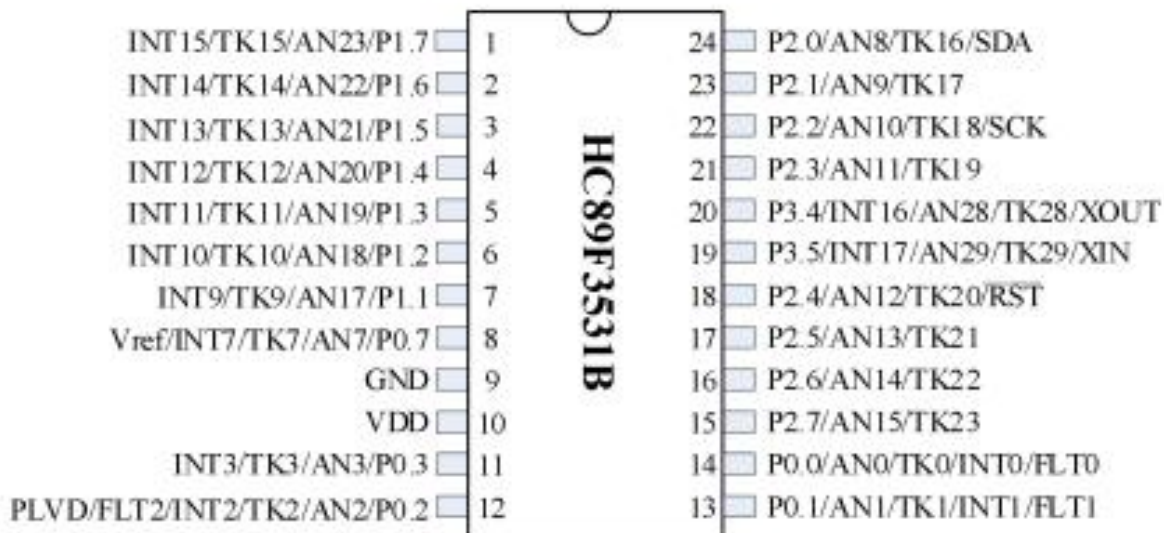 INT15/TK15/AN23/P1.7 1 24 P2.0/AN8/TK16/SDA
INT14/TK14/AN22/P1.6 2 23 P2.1/AN9/TK17
INT13/TK13/AN21/P1.5 3 22 P2.2/AN10/TK18/SCK
INT12/TK12/AN20/P1.4 4 21 P2.3/AN11/TK19
INT11/TK11/AN19/P1.3 5 20 P3.4/INT16/AN28/TK28/XOUT
INT10/TK10/AN18/P1.2 6 19 P3.5/INT17/AN29/TK29/XIN
INT9/TK9/AN17/P1.1 7 18 P2.4/AN12/TK20/RST
Vref/INT7/TK7/AN7/P0.7 8 17 P2.5/AN13/TK21
GND 9 16 P2.6/AN14/TK22
VDD 10 15 P2.7/AN15/TK23
INT3/TK3/AN3/P0.3 11 14 P0.0/AN0/TK0/INT0/FLT0
PLVD/FLT2/INT2/TK2/AN2/P0.2 12 13 P0.1/AN1/TK1/INT1/FLT1
HC89F3531B